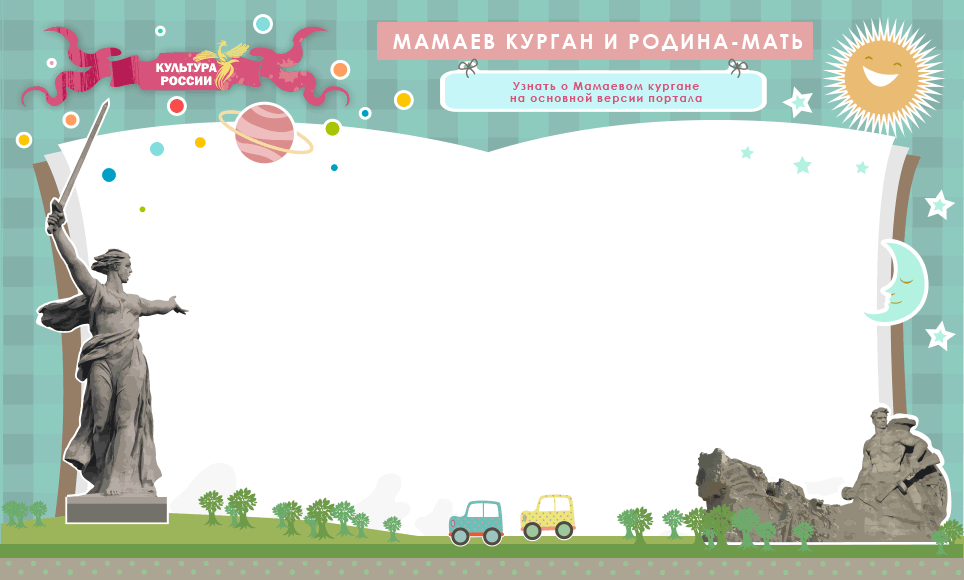 КУЛЬТУРА
РОССИИ
МАМАЕВ КУРГАН И РОДИНА-МАТЬ
Узнать о Мамаевом кургане
на основной версии портала